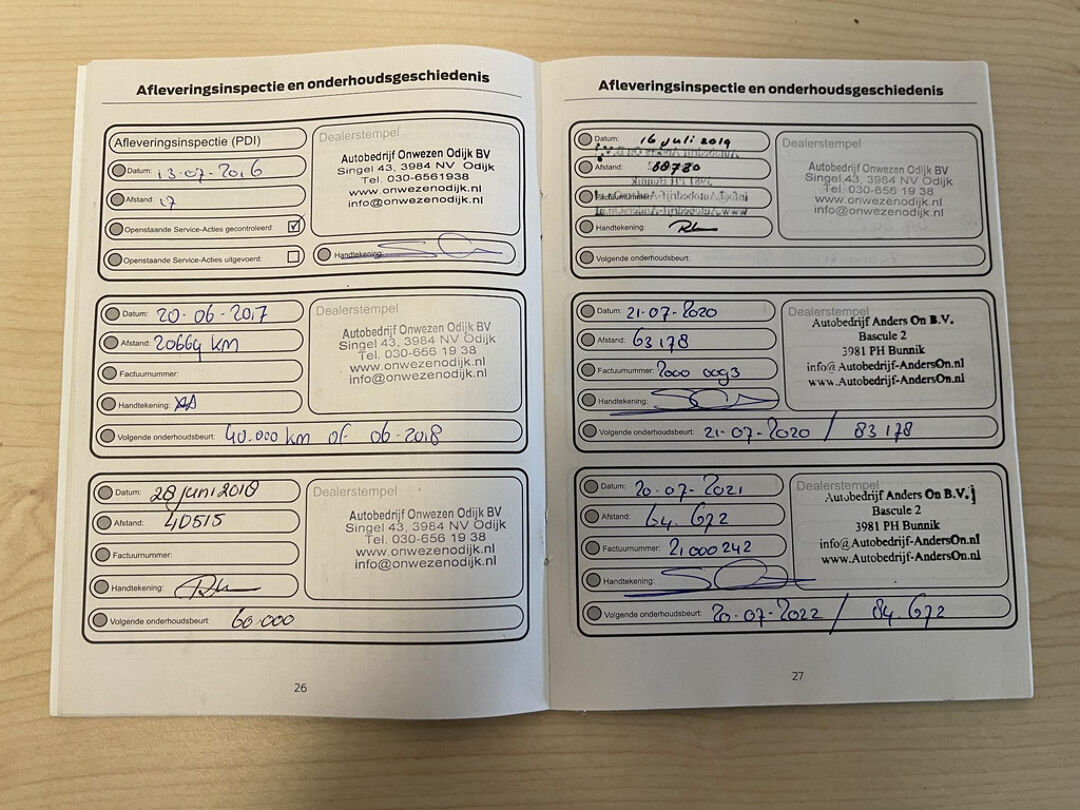 Afleveringsinspectie en onderhoudsgeschiedenis
Afleveringsinspectie (PDI)
Datum: 13-07-2016
Afstand: 17
Openstaande Service-Acties gecontroleerd:
Openstaande Service-Acties uitgevoerd:
Dealerstempel
Autobedrijf Onwezen Odijk BV
Singel 43, 3984 NV Odijk
Tel. 030-6561938
www.onwezenodijk.nl
info@onwezenodijk.nl
Handtekening:
Datum: 20-06-2017
Afstand: 20664 KM
Factuurnummer:
Handtekening:
Dealerstempel
Autobedrijf Onwezen Odijk BV
Singel 43, 3984 NV Odijk
Tel. 030-656 19 38
www.onwezenodijk.nl
info@onwezenodijk.nl
Volgende onderhoudsbeurt: 40.000 km of 06-2018
Datum: 28 juni 2018
Afstand: 40515
Factuurnummer:
Handtekening:
Dealerstempel
Autobedrijf Onwezen Odijk BV
Singel 43, 3984 NV Odijk
Tel. 030-656 19 38
www.onwezenodijk.nl
info@onwezenodijk.nl
Volgende onderhoudsbeurt: 60.000
26
Afleveringsinspectie en onderhoudsgeschiedenis
Datum: 16 juli 2019
Afstand:
Factuurnummer:
Handtekening:
Dealerstempel
Autobedrijf Onwezen Odijk BV
Singel 43, 3984 NV Odijk
Tel. 030-656 19 38
www.onwezenodijk.nl
info@onwezenodijk.nl
Volgende onderhoudsbeurt:
Datum: 21-07-2020
Afstand: 63178
Factuurnummer: 2000 0093
Handtekening:
Dealerstempel
Autobedrijf Anders On B.V.
Bascule 2
3981 PH Bunnik
info@Autobedrijf-AndersOn.nl
www.Autobedrijf-AndersOn.nl
Volgende onderhoudsbeurt: 21-07-2020 / 83178
Datum: 20-07-2021
Afstand: 64.672
Factuurnummer: 21000242
Handtekening:
Dealerstempel
Autobedrijf Anders On B.V.
Bascule 2
3981 PH Bunnik
info@Autobedrijf-AndersOn.nl
www.Autobedrijf-AndersOn.nl
Volgende onderhoudsbeurt: 20-07-2022 / 84.672
27